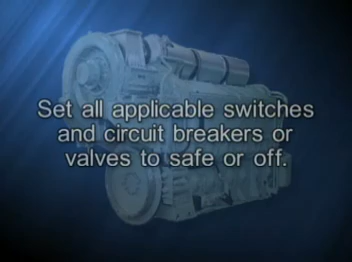 Set all applicable switches
and circuit breakers or
valves to safe or off.